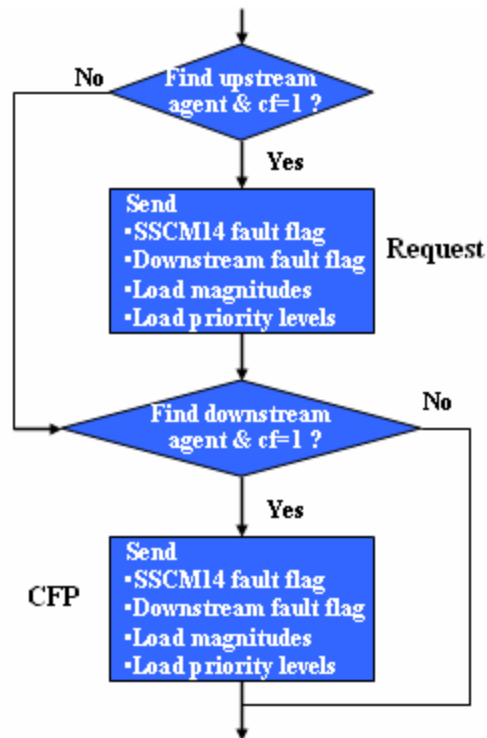 No
Find upstream
agent & cf=1 ?
Yes
Send
▪SSCM14 fault flag
▪Downstream fault flag
▪Load magnitudes
▪Load priority levels
Request
Find downstream
agent & cf=1 ?
No
Yes
Send
▪SSCM14 fault flag
▪Downstream fault flag
▪Load magnitudes
▪Load priority levels
CFP